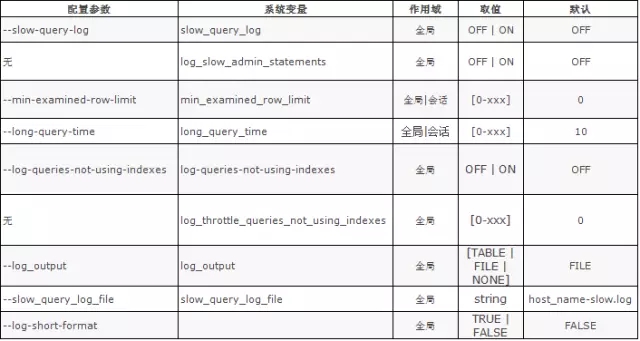 配置参数 系统变量 作用域 取值 默认
--slow-query-log slow_query_log 全局 OFF | ON OFF
无 log_slow_admin_statements 全局 OFF | ON OFF
--min-examined-row-limit min_examined_row_limit 全局|会话 [0-xxx] 0
--long-query-time long_query_time 全局|会话 [0-xxx] 10
--log-queries-not-using-indexes log-queries-not-using-indexes 全局 OFF | ON OFF
无 log_throttle_queries_not_using_indexes 全局 [0-xxx] 0
--log_output log_output 全局 [TABLE |
FILE |
NONE] FILE
--slow_query_log_file slow_query_log_file 全局 string host_name-slow.log
--log-short-format 全局 TRUE |
FALSE FALSE